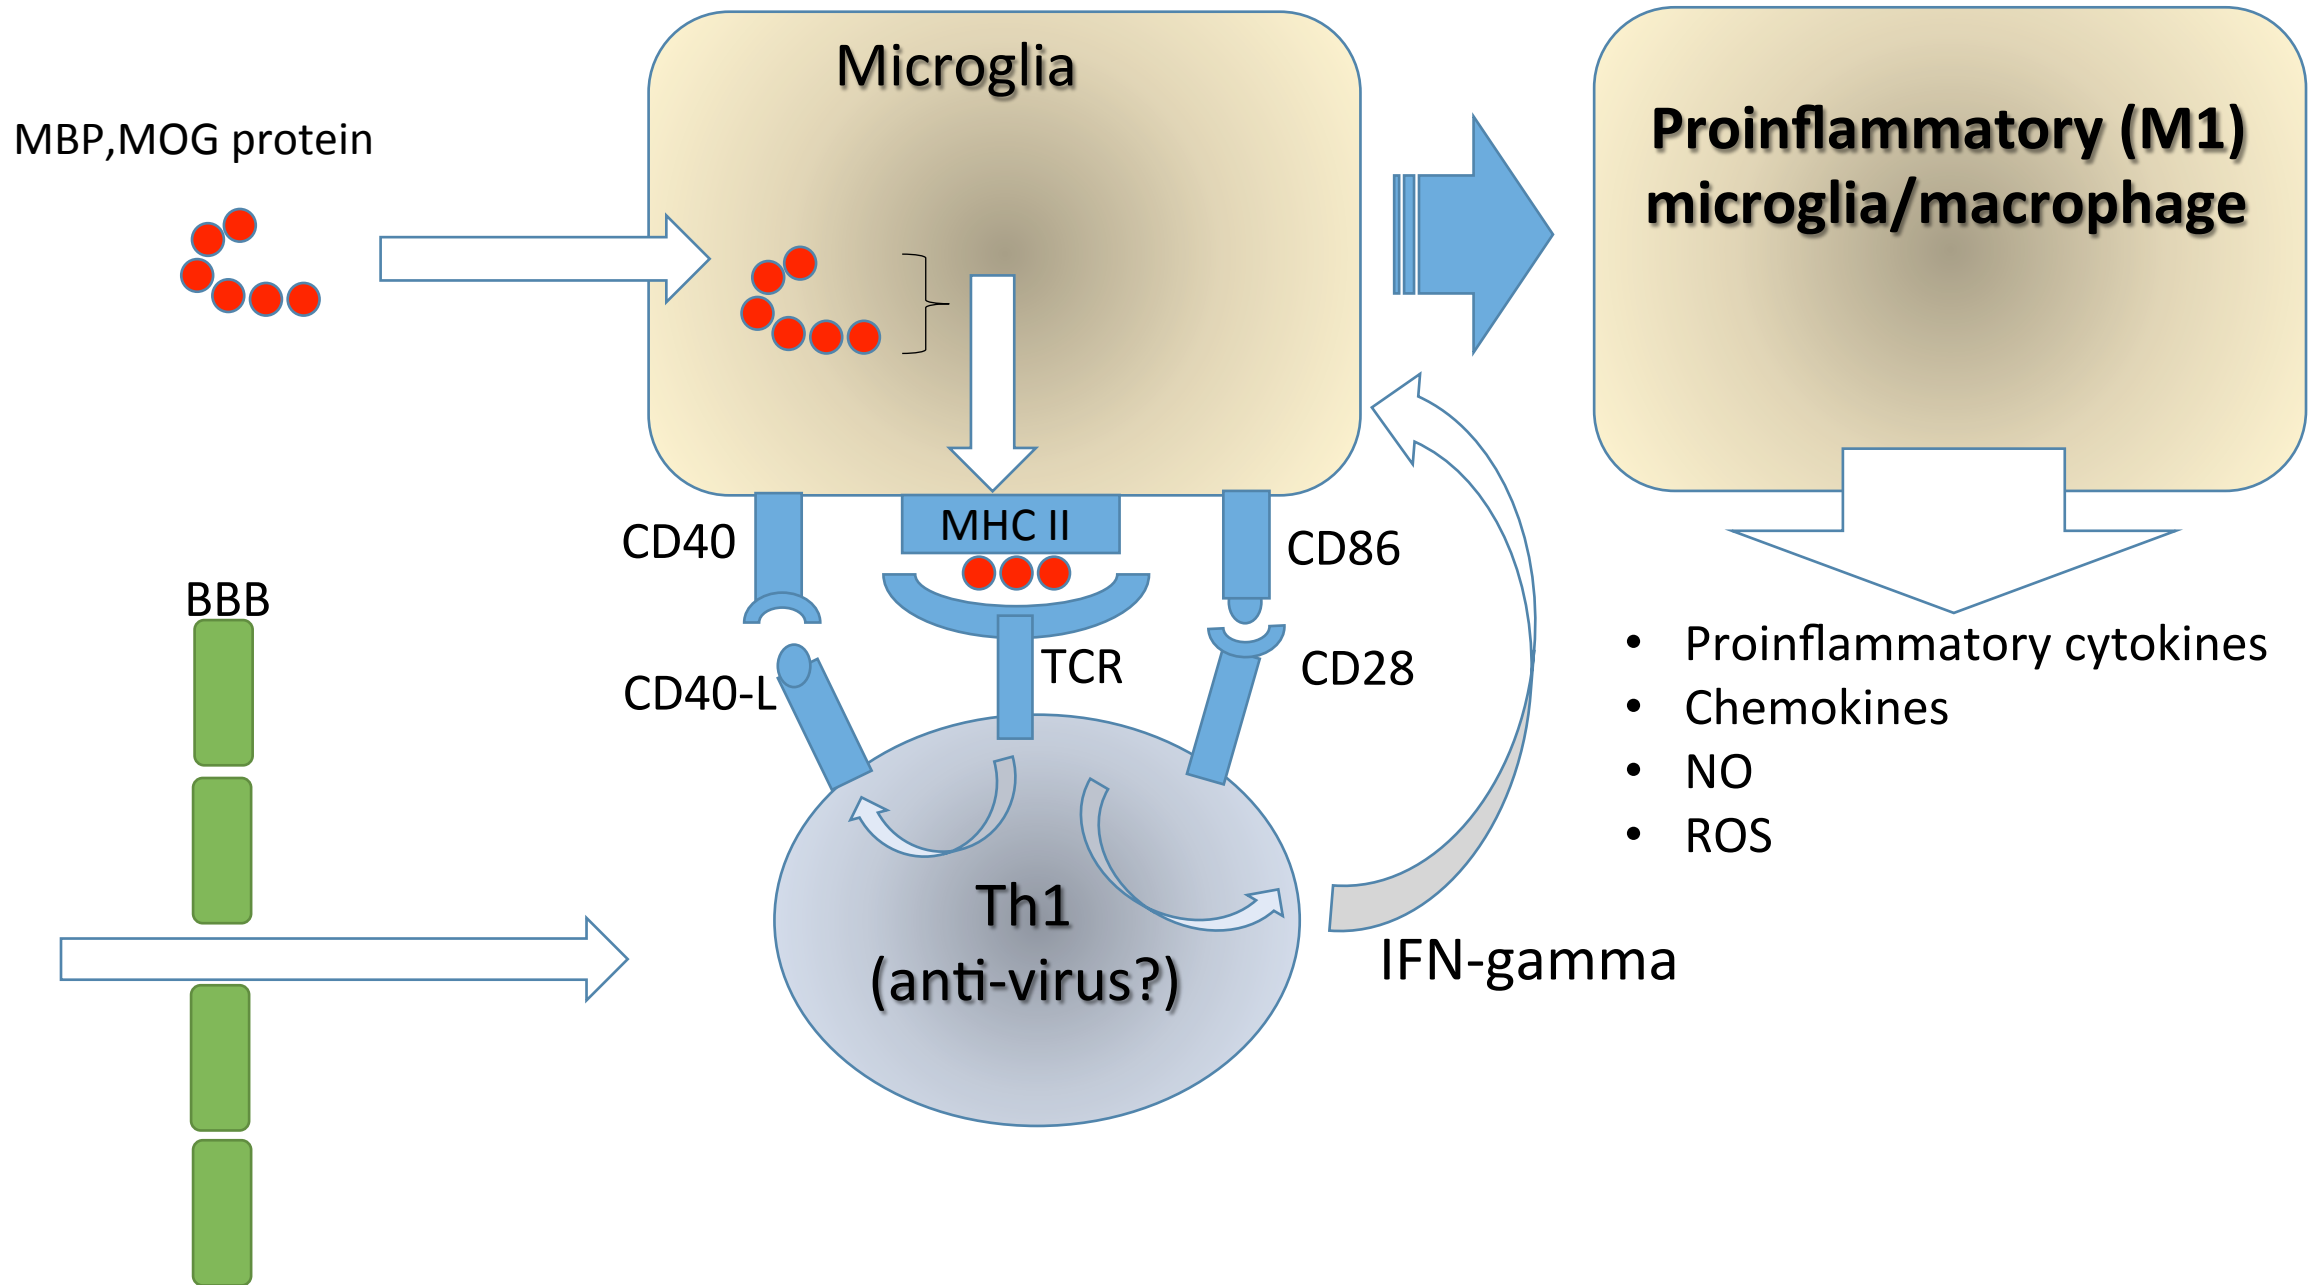 Microglia
MBP,MOG protein
Proinflammatory (M1)
microglia/macrophage
CD40
MHC II
CD86
BBB
CD40-L
TCR
CD28
• Proinflammatory cytokines
• Chemokines
• NO
• ROS
Th1
(anti-virus?)
IFN-gamma